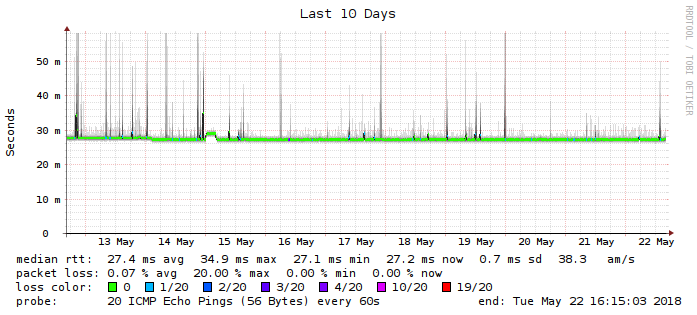 Last 10 Days
RRDTOOL / TOBI OETIKER
Seconds
50 m
40 m
30 m
20 m
10 m
0
13 May 14 May 15 May 16 May 17 May 18 May 19 May 20 May 21 May 22 May
median rtt: 27.4 ms avg 34.9 ms max 27.1 ms min 27.2 ms now 0.7 ms sd 38.3 am/s
packet loss: 0.07 % avg 20.00 % max 0.00 % min 0.00 % now
loss color: 0 1/20 2/20 3/20 4/20 10/20 19/20
probe: 20 ICMP Echo Pings (56 Bytes) every 60s end: Tue May 22 16:15:03 2018